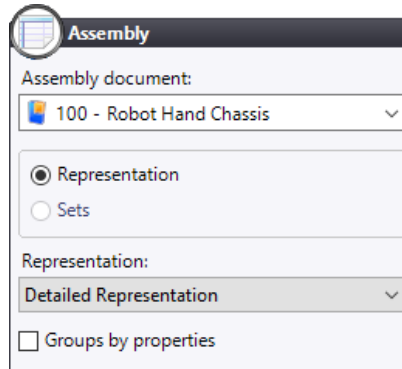 Assembly
Assembly document:
100 - Robot Hand Chassis
Representation
Sets
Representation:
Detailed Representation
Groups by properties